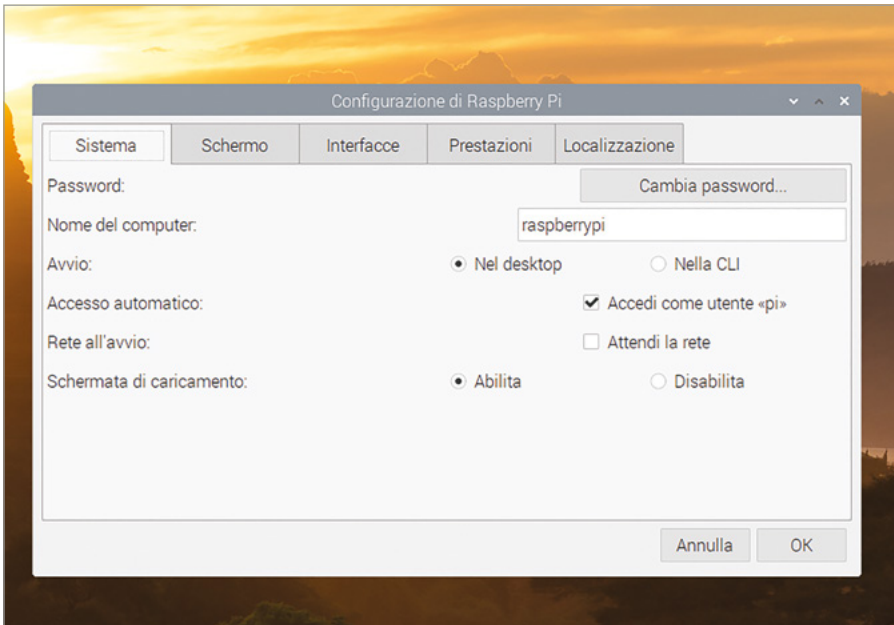 Configurazione di Raspberry Pi
Sistema Schermo Interfacce Prestazioni Localizzazione
Password: Cambia password...
Nome del computer: raspberrypi
Avvio: Nel desktop Nella CLI
Accesso automatico: Accedi come utente «pi»
Rete all'avvio: Attendi la rete
Schermata di caricamento: Abilita Disabilita
Annulla OK